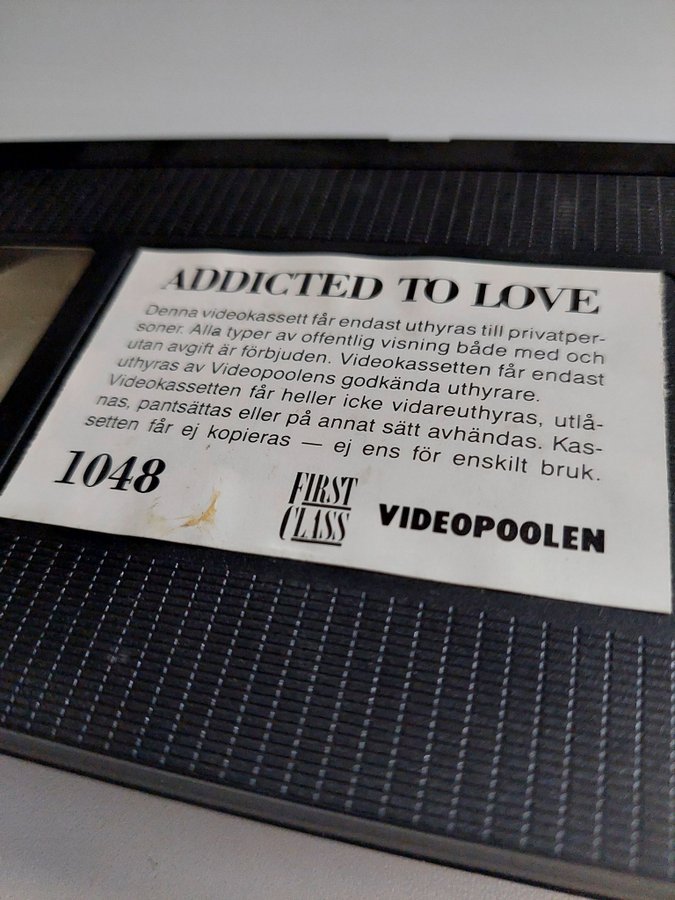 ADDICTED TO LOVE
Denna videokassett får endast uthyras till privatper-
soner. Alla typer av offentlig visning både med och
utan avgift är förbjuden. Videokassetten får endast
uthyras av Videopoolens godkända uthyrare.
Videokassetten får heller icke vidareuthyras, utlå-
nas, pantsättas eller på annat sätt avhändas. Kas-
setten får ej kopieras — ej ens för enskilt bruk.
1048
FIRST
CLASS
VIDEOPOOLEN